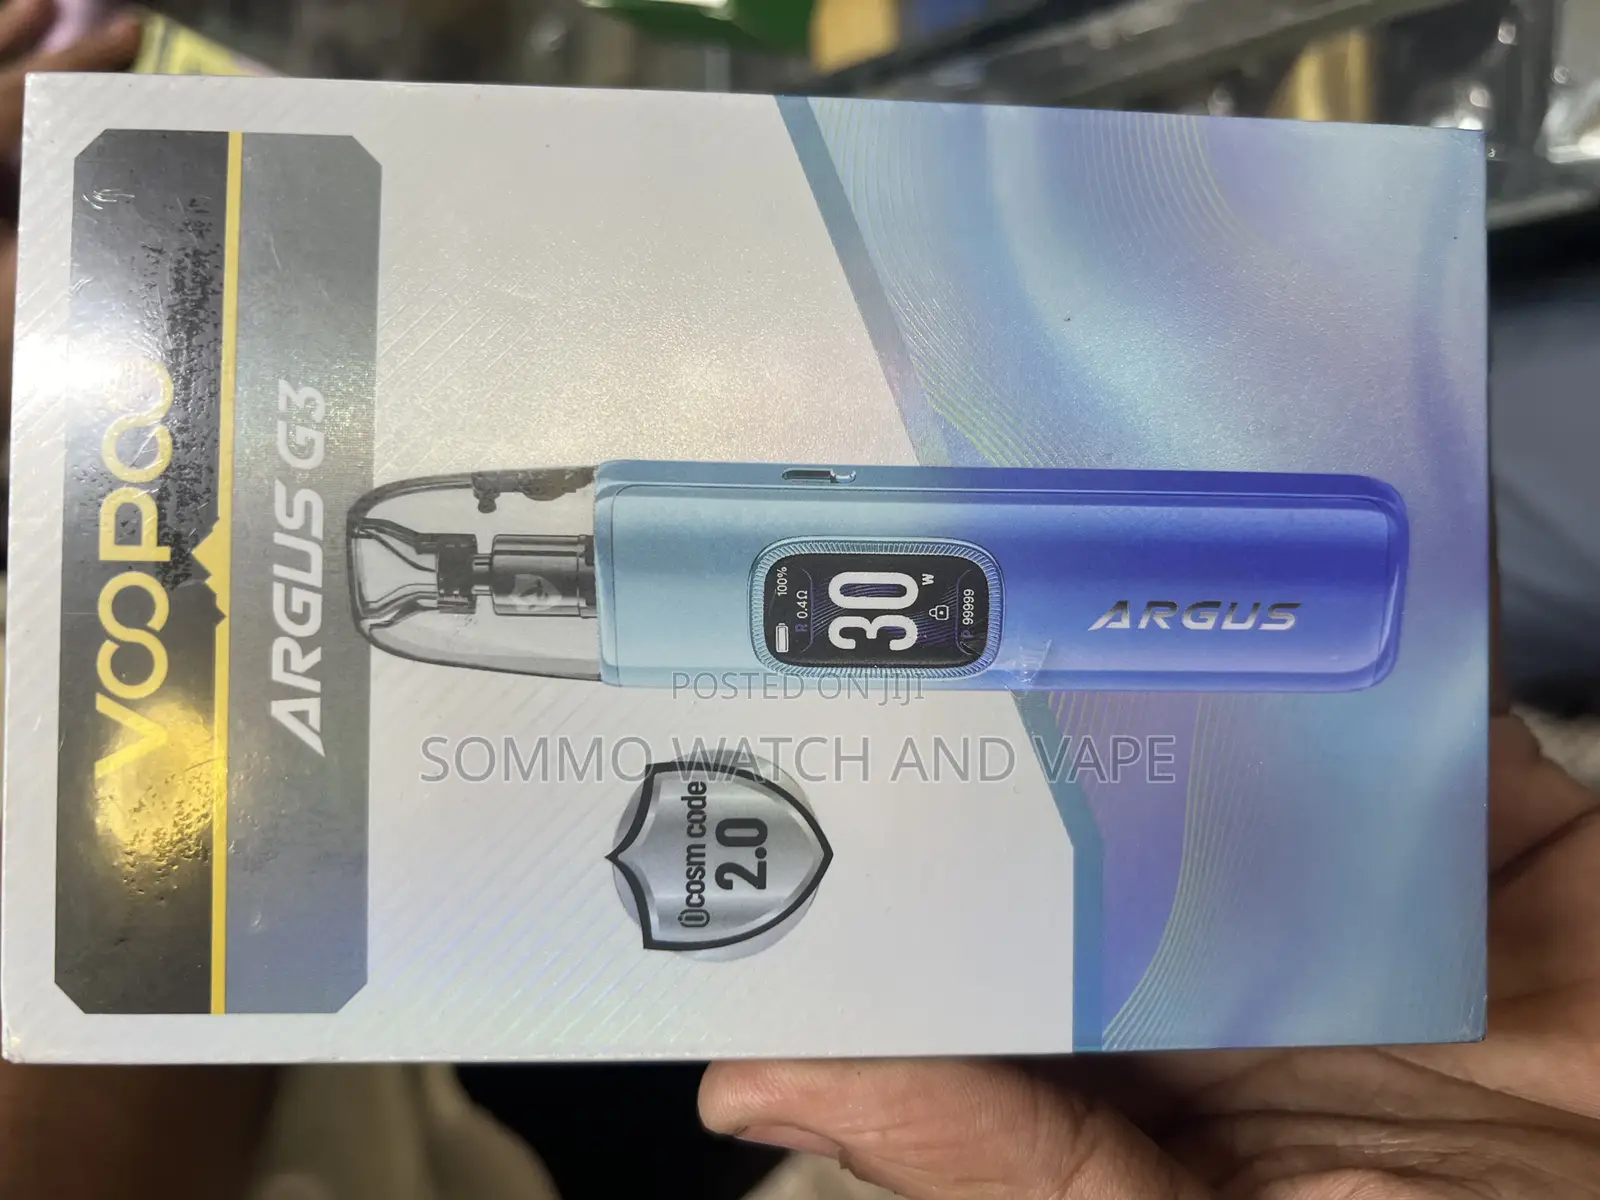 VOOPOO
ARGUS G3
100%
R 0.4Ω
30 W
P 99999
ARGUS
POSTED ON JIJI
SOMMO WATCH AND VAPE
icosm code
2.0